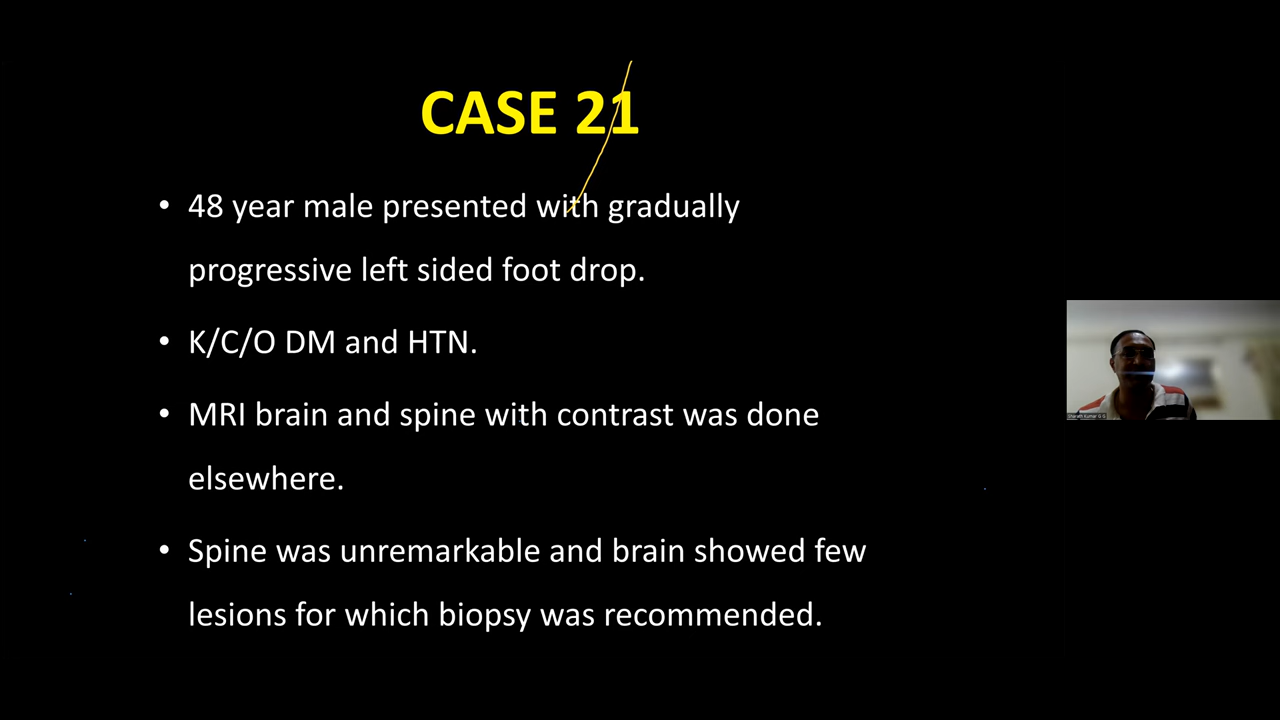 CASE 21
• 48 year male presented with gradually
progressive left sided foot drop.
• K/C/O DM and HTN.
• MRI brain and spine with contrast was done
elsewhere.
• Spine was unremarkable and brain showed few
lesions for which biopsy was recommended.
Sharath Kumar G G